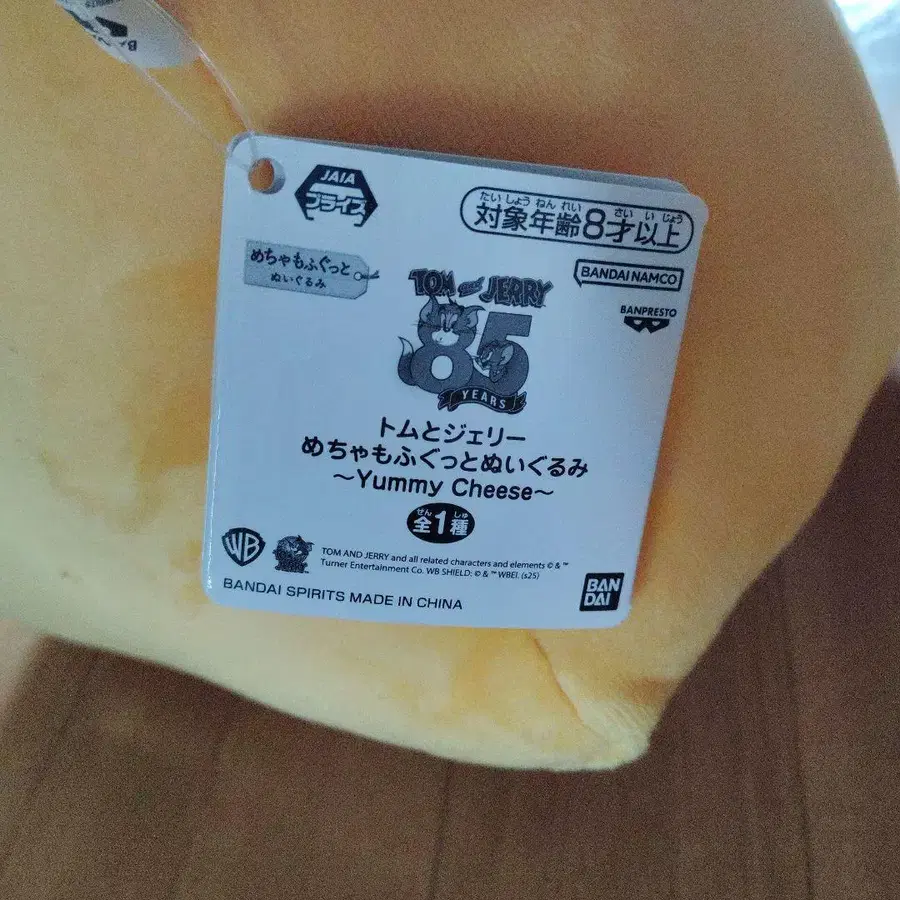 JAIA
プライズ
たいしょうねんれい さいいじょう
対象年齢8才以上
めちゃもふぐっと
ぬいぐるみ
BANDAI NAMCO
BANPRESTO
TOM AND JERRY
85
YEARS
トムとジェリー
めちゃもふぐっとぬいぐるみ
~Yummy Cheese~
ぜん しゅ
全1種
WB
TOM AND JERRY and all related characters and elements © & ™
Turner Entertainment Co. WB SHIELD: © & ™ WBEI. (s25)
BANDAI SPIRITS MADE IN CHINA
BAN
DAI